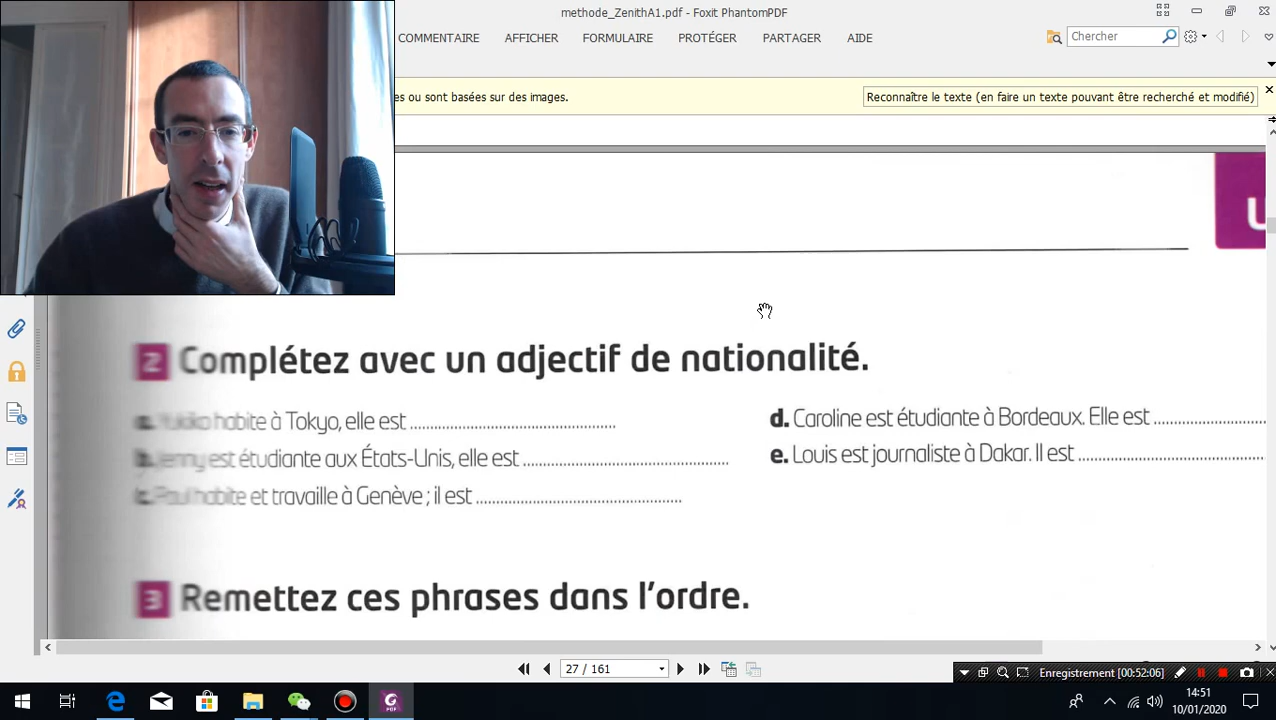 methode_ZenithA1.pdf - Foxit PhantomPDF
COMMENTAIRE AFFICHER FORMULAIRE PROTÉGER PARTAGER AIDE Chercher
es ou sont basées sur des images. Reconnaître le texte (en faire un texte pouvant être recherché et modifié)
U
2 Complétez avec un adjectif de nationalité.
a. Yukiko habite à Tokyo, elle est ........................................
b. Jenny est étudiante aux États-Unis, elle est ........................................
c. Paul habite et travaille à Genève ; il est ........................................
d. Caroline est étudiante à Bordeaux. Elle est ......................
e. Louis est journaliste à Dakar. Il est ....................................
3 Remettez ces phrases dans l'ordre.
27 / 161
Enregistrement (00:52:06)
PDF
14:51
10/01/2020